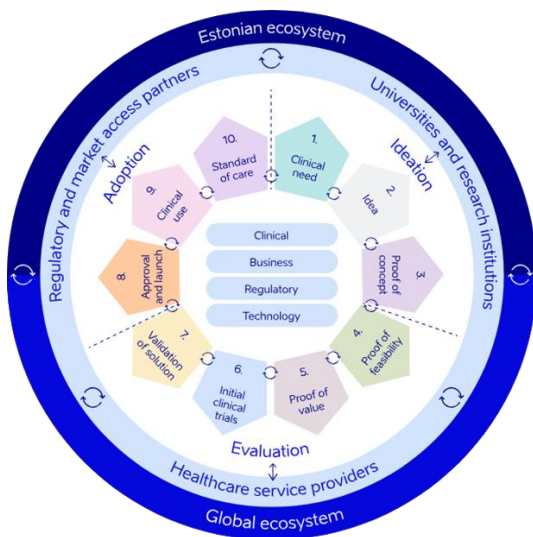 Estonian ecosystem
Regulatory and market access partners
Universities and research institutions
Adoption
Ideation
10.
Standard
of care
1.
Clinical
need
9.
Clinical
use
2.
Idea
8.
Approval
and launch
3.
Proof of
concept
Clinical
Business
Regulatory
Technology
7.
Validation
of solution
4.
Proof of
feasibility
6.
Initial
clinical
trials
5.
Proof of
value
Evaluation
Healthcare service providers
Global ecosystem